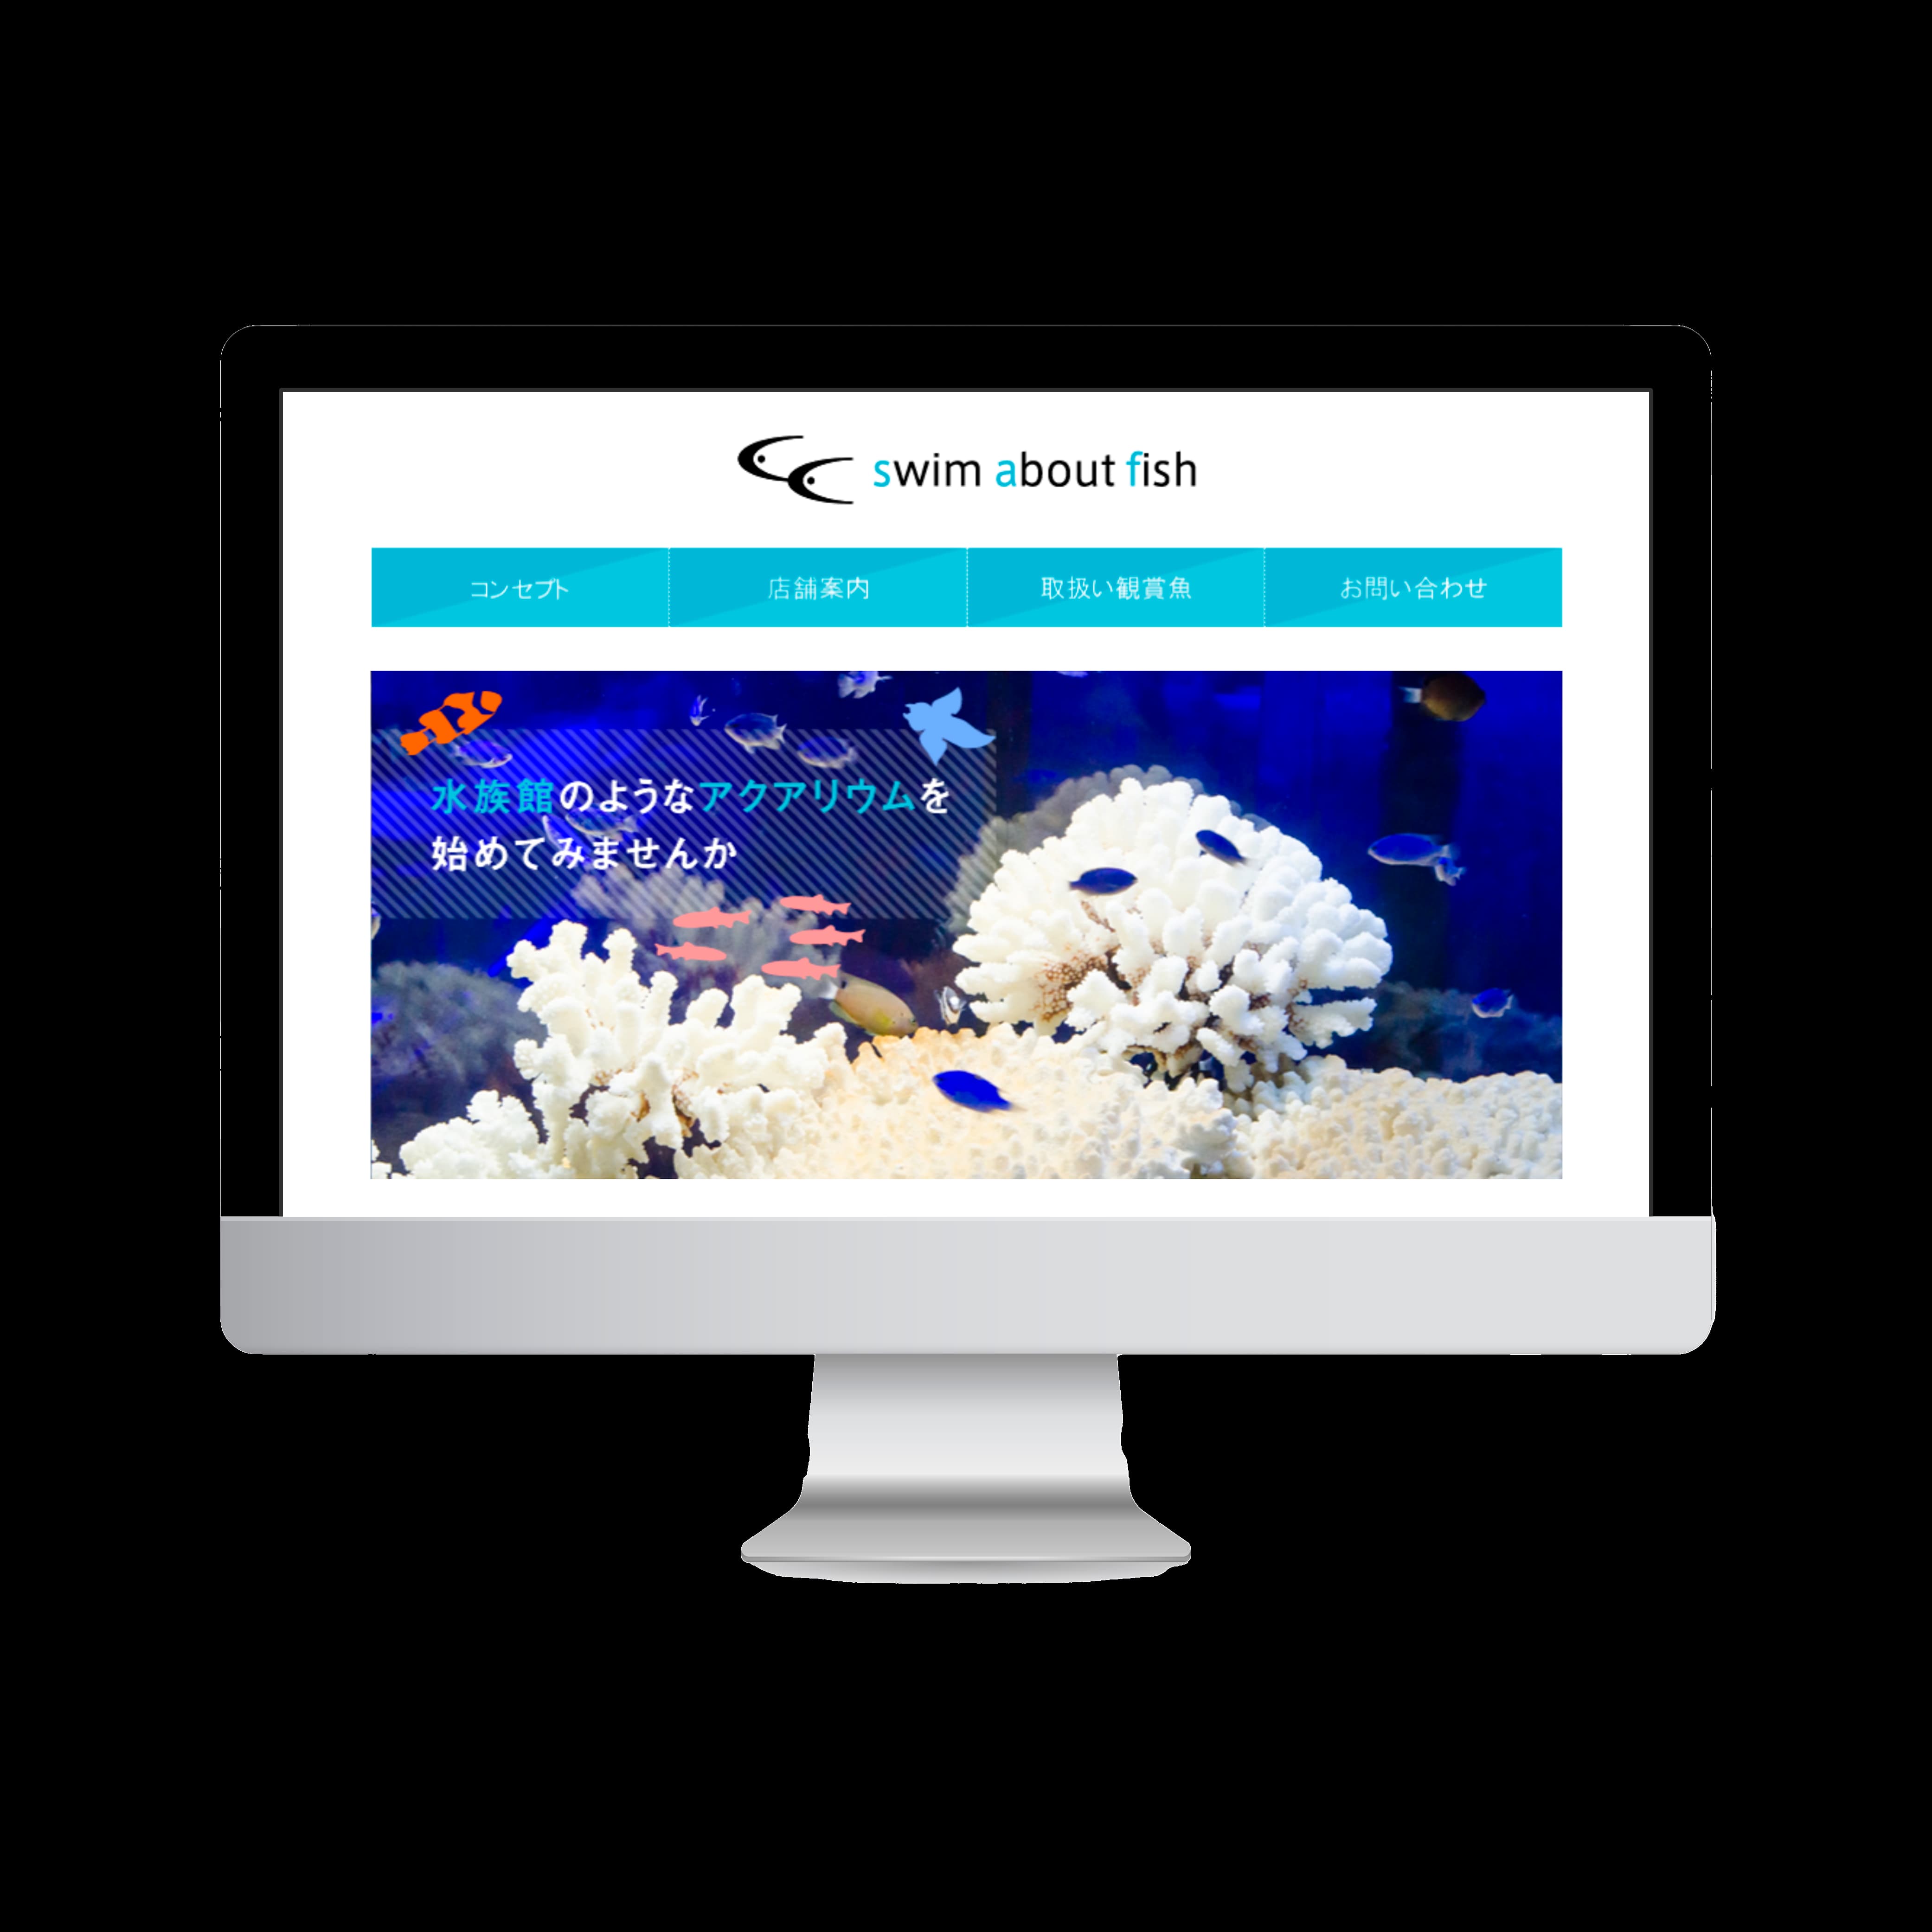 swim about fish
コンセプト
店舗案内
取扱い観賞魚
お問い合わせ
水族館のようなアクアリウムを
始めてみませんか